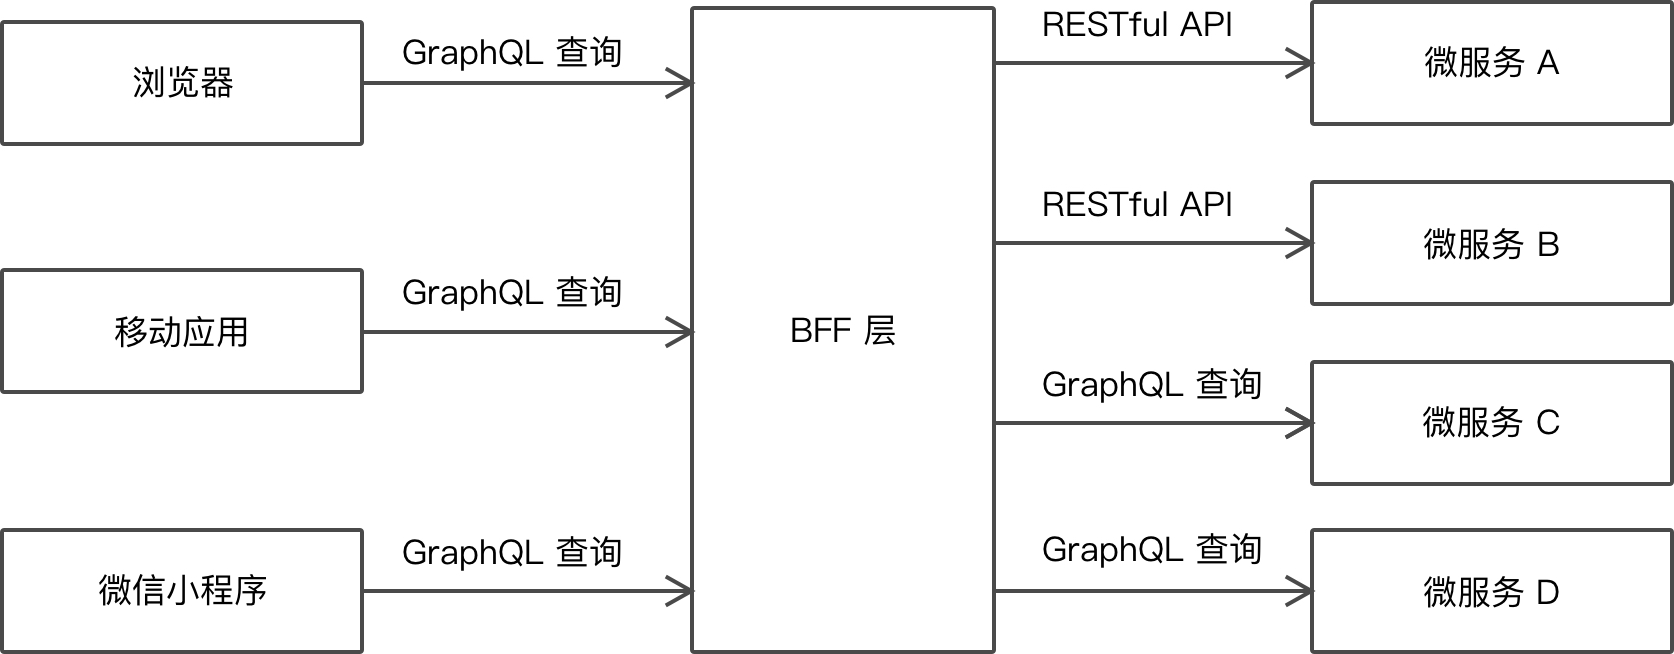 浏览器
GraphQL 查询
移动应用
GraphQL 查询
微信小程序
GraphQL 查询
BFF 层
RESTful API
微服务 A
RESTful API
微服务 B
GraphQL 查询
微服务 C
GraphQL 查询
微服务 D